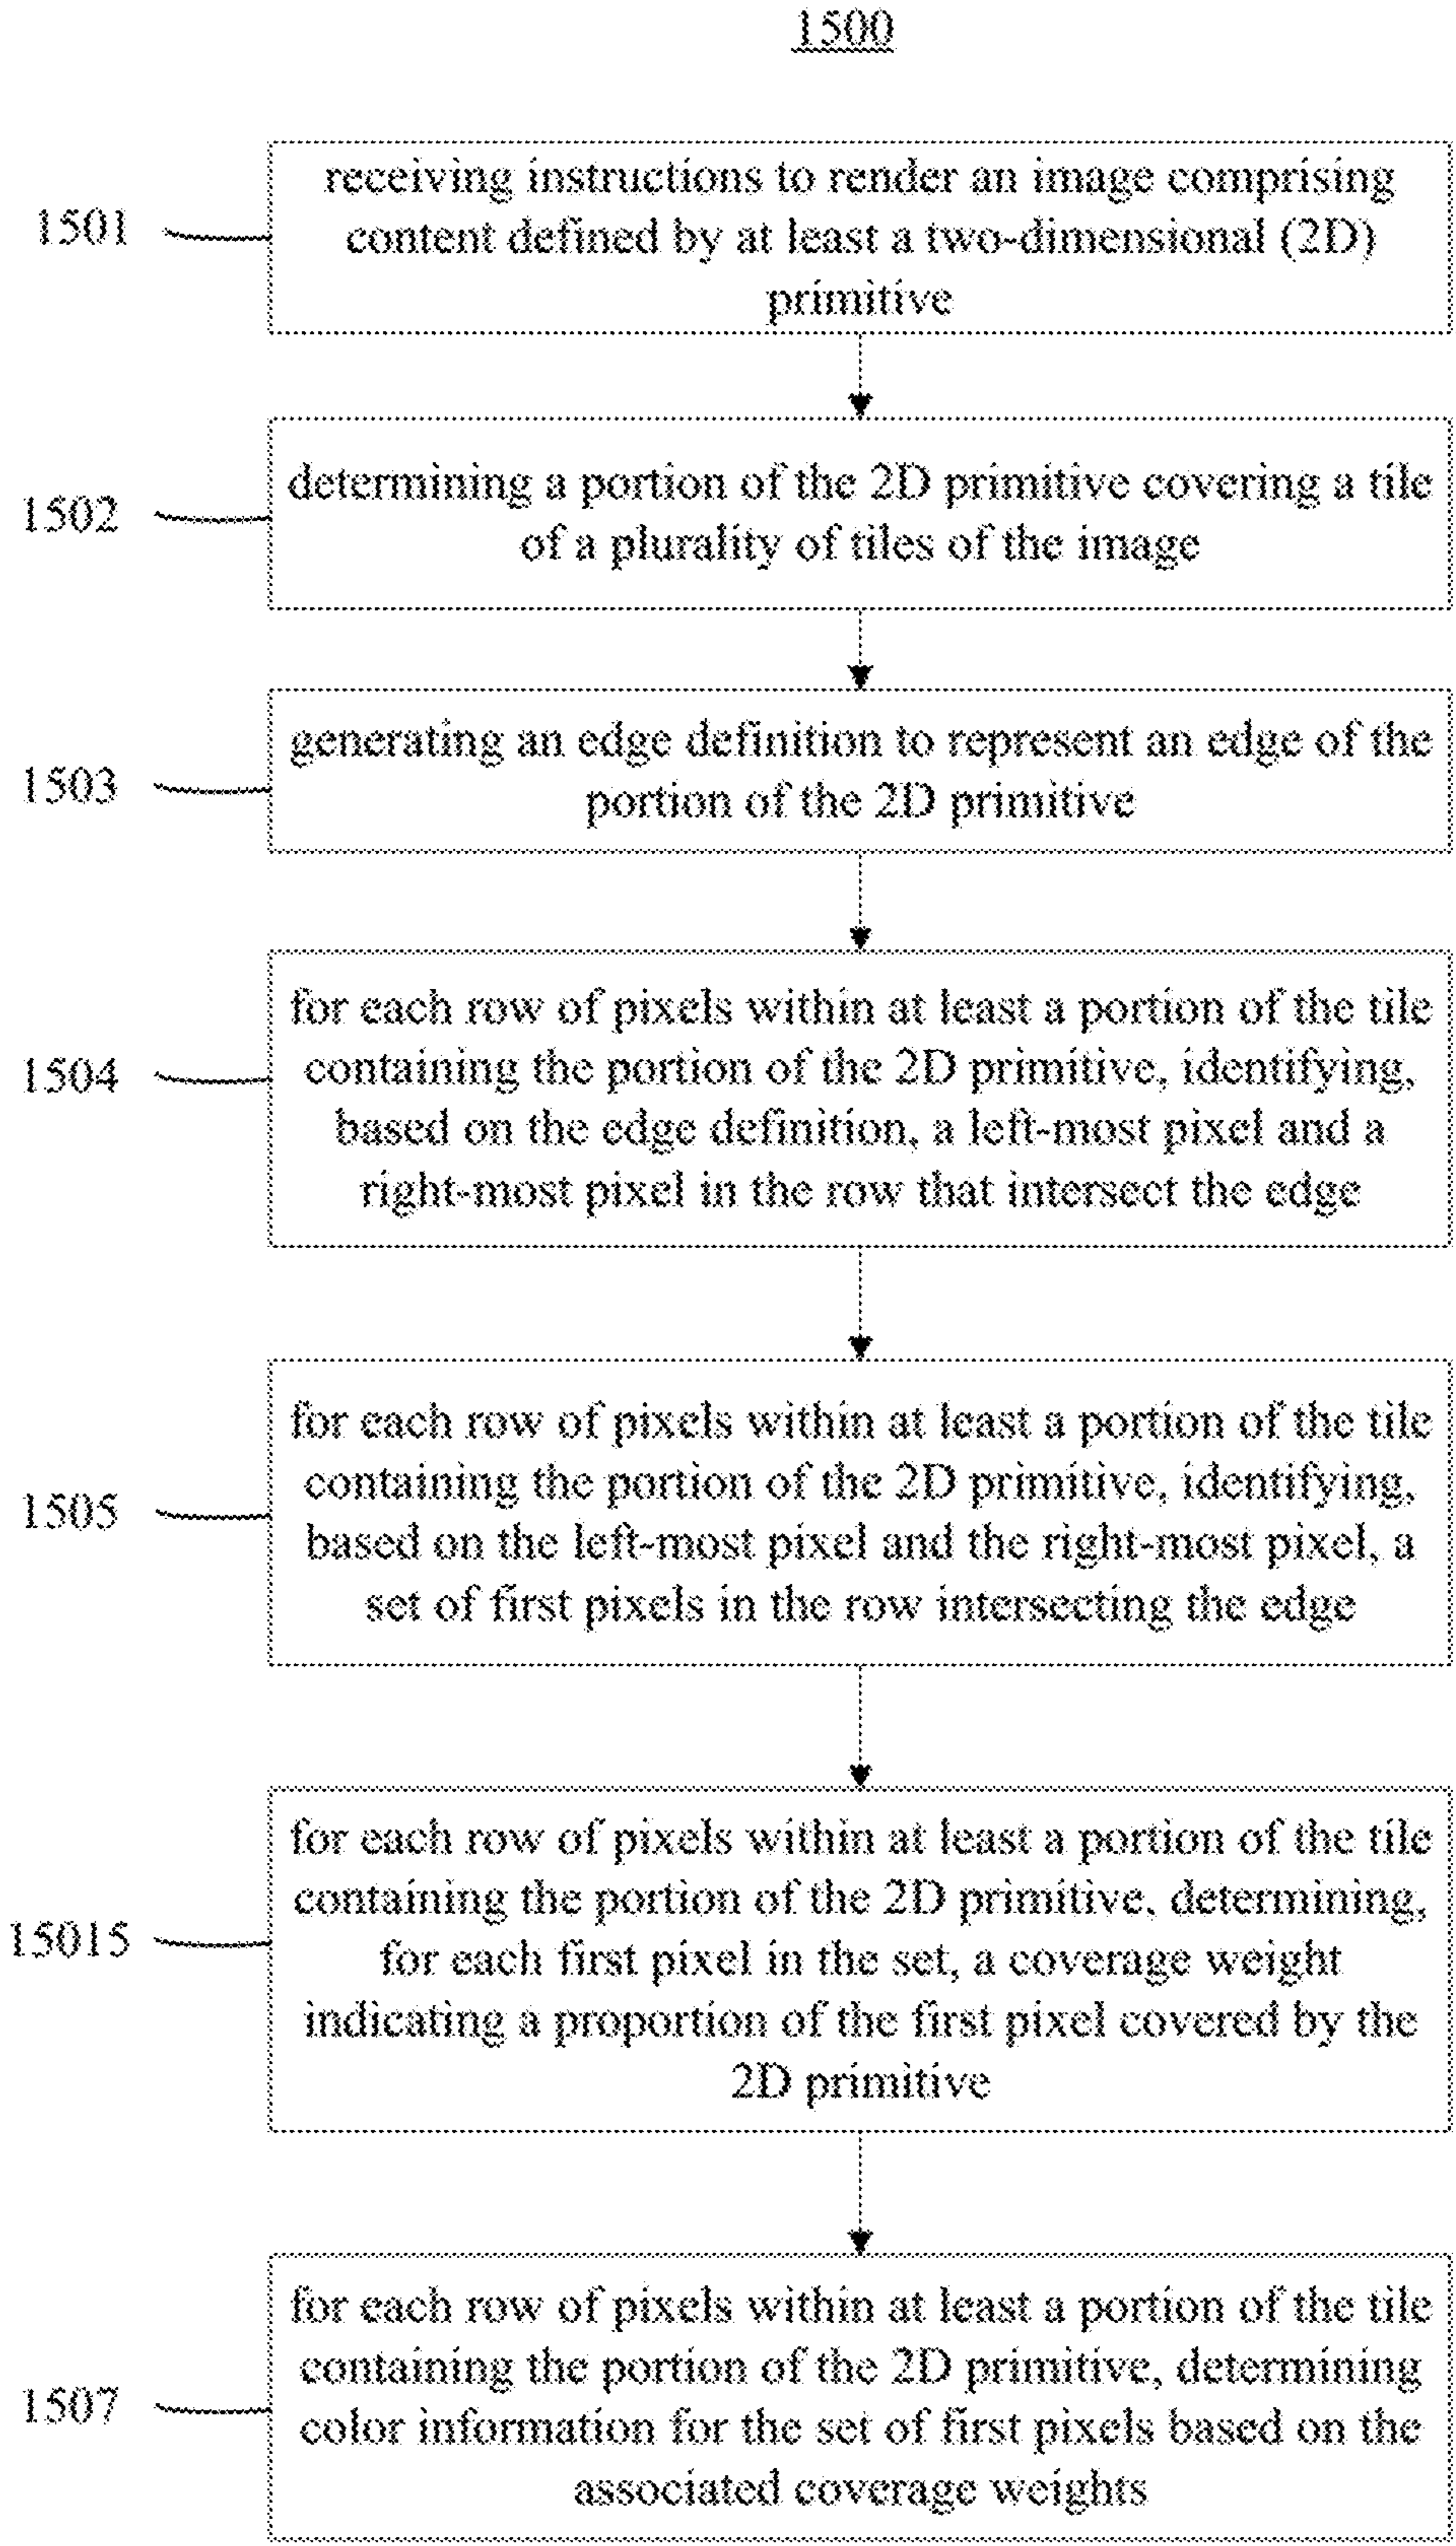 1500
receiving instructions to render an image comprising
1501
content defined by at least a two-dimensional (2D)
primitive
determining a portion of the 2D primitive covering a tile
1502
of a plurality of tiles of the image
generating an edge definition to represent an edge of the
1503
portion of the 2D primitive
for each row of pixels within at least a portion of the tile
containing the portion of the 2D primitive, identifying,
1504
based on the edge definition, a left-most pixel and a
right-most pixel in the row that intersect the edge
for each row of pixels within at least a portion of the tile
containing the portion of the 2D primitive, identifying,
1505
based on the left-most pixel and the right-most pixel, a
set of first pixels in the row intersecting the edge
for each row of pixels within at least a portion of the tile
containing the portion of the 2D primitive, determining,
15015
for each first pixel in the set, a coverage weight
indicating a proportion of the first pixel covered by the
2D primitive
for each row of pixels within at least a portion of the tile
containing the portion of the 2D primitive, determining
1507
color information for the set of first pixels based on the
associated coverage weights